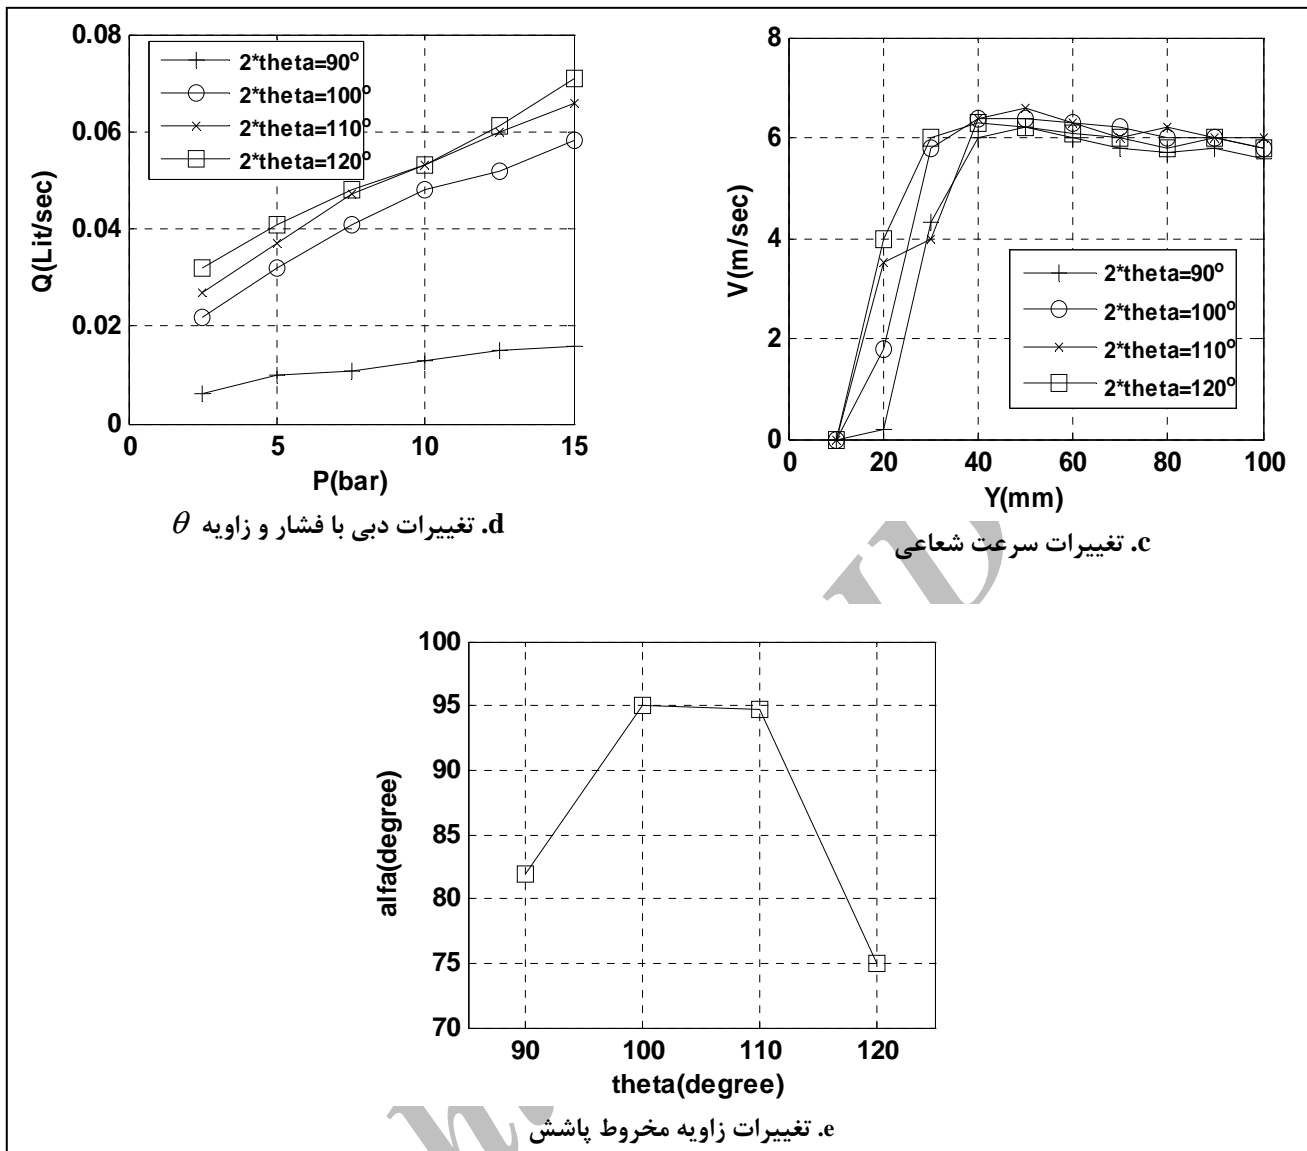 0.08
0.06
0.04
0.02
0
0
5
10
15
Q(Lit/sec)
P(bar)
2*theta=90°
2*theta=100°
2*theta=110°
2*theta=120°
d. تغییرات دبی با فشار و زاویه θ
8
6
4
2
0
0
20
40
60
80
100
V(m/sec)
Y(mm)
2*theta=90°
2*theta=100°
2*theta=110°
2*theta=120°
c. تغییرات سرعت شعاعی
100
95
90
85
80
75
70
90
100
110
120
alfa(degree)
theta(degree)
e. تغییرات زاویه مخروط پاشش